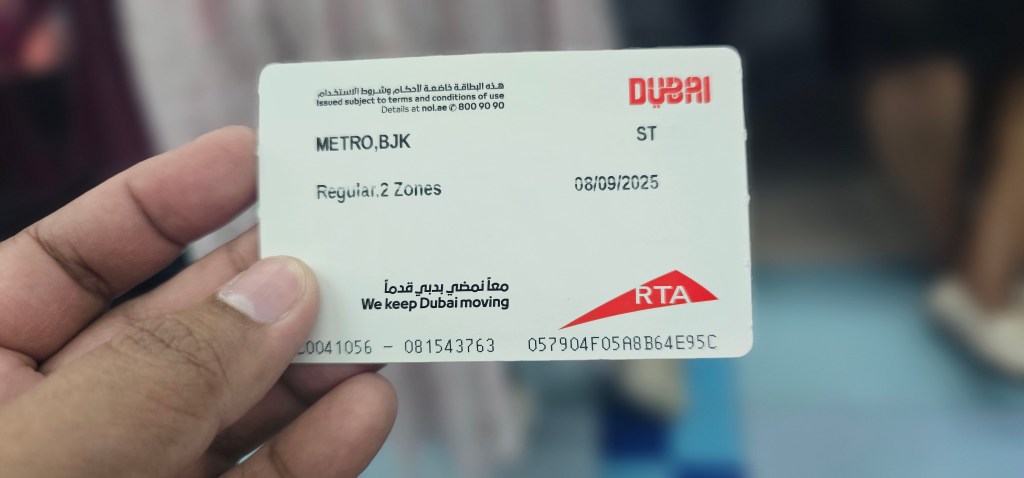 هذه البطاقة خاضعة لأحكام وشروط الاستخدام
Issued subject to terms and conditions of use
Details at nol.ae ✆ 800 90 90
DUBAI
METRO,BJK
ST
Regular,2 Zones
08/09/2025
معاً نمضي بدبي قدماً
We keep Dubai moving
RTA
0041056 - 081543763
057904F05A8B64E95C